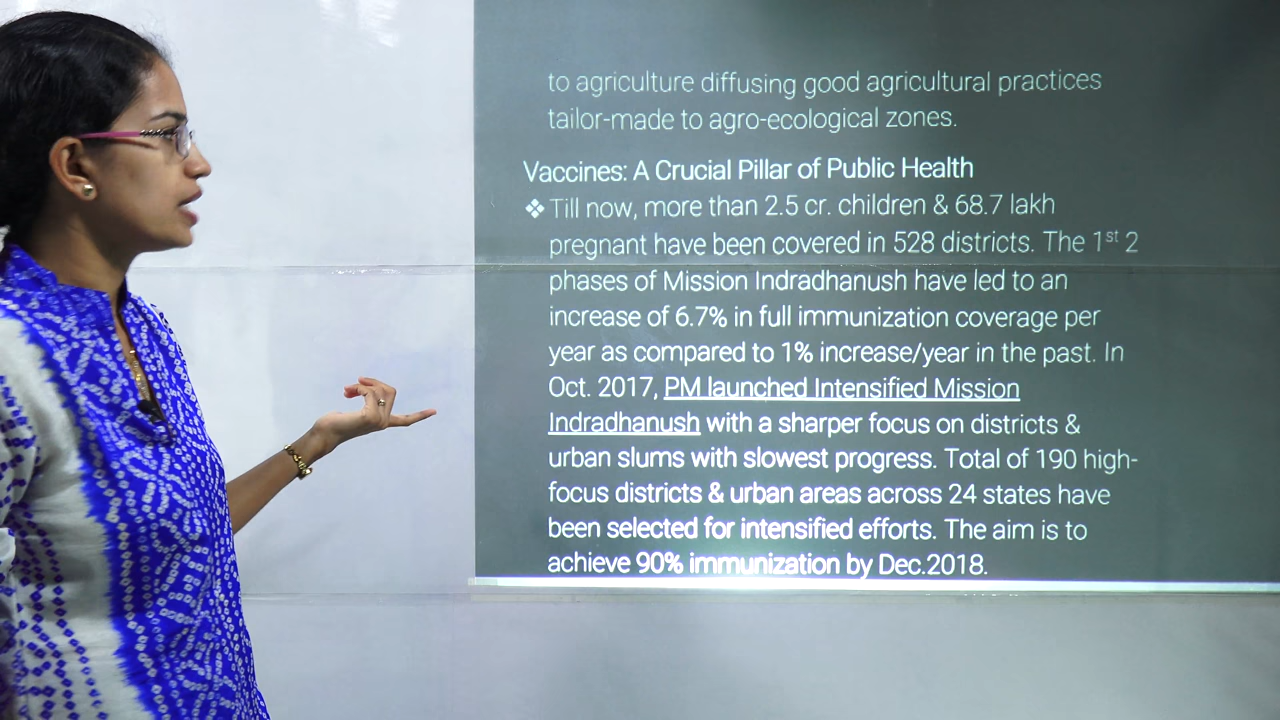 to agriculture diffusing good agricultural practices
tailor-made to agro-ecological zones.
Vaccines: A Crucial Pillar of Public Health
❖ Till now, more than 2.5 cr. children & 68.7 lakh
pregnant have been covered in 528 districts. The 1st 2
phases of Mission Indradhanush have led to an
increase of 6.7% in full immunization coverage per
year as compared to 1% increase/year in the past. In
Oct. 2017, PM launched Intensified Mission
Indradhanush with a sharper focus on districts &
urban slums with slowest progress. Total of 190 high-
focus districts & urban areas across 24 states have
been selected for intensified efforts. The aim is to
achieve 90% immunization by Dec.2018.